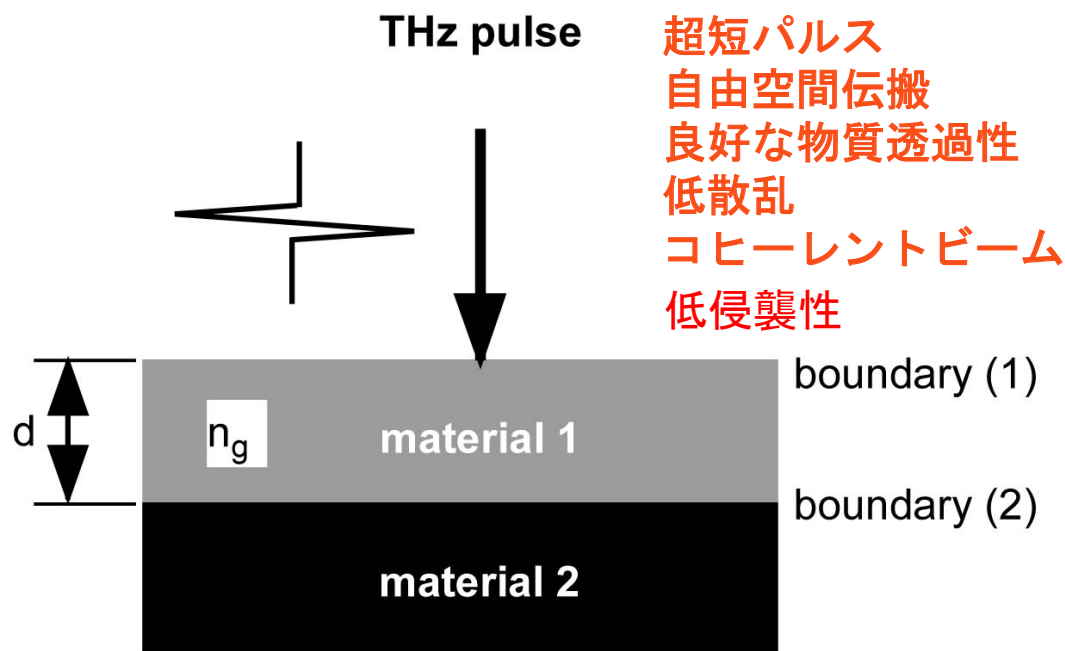 THz pulse
超短パルス
自由空間伝搬
良好な物質透過性
低散乱
コヒーレントビーム
低侵襲性
boundary (1)
d
ng
material 1
boundary (2)
material 2